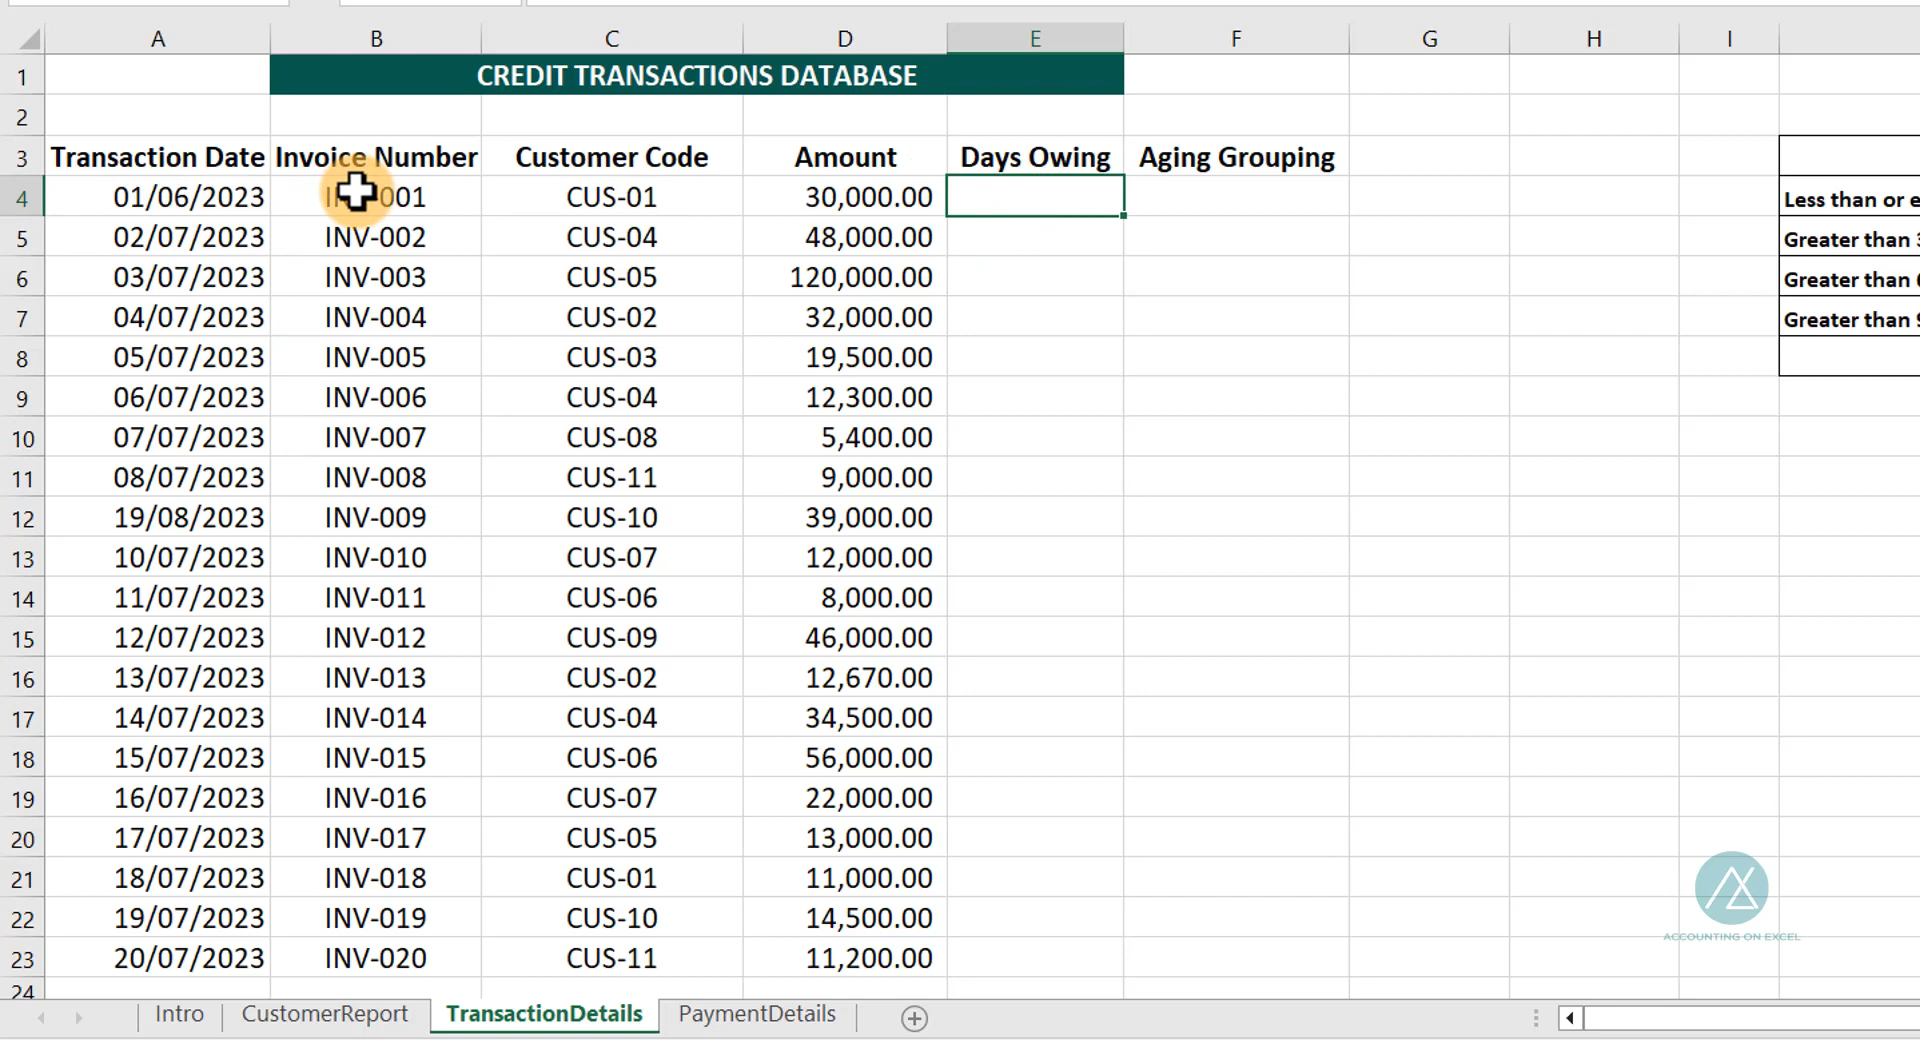 A B C D E F G H I
1 CREDIT TRANSACTIONS DATABASE
2
3 Transaction Date Invoice Number Customer Code Amount Days Owing Aging Grouping
4 01/06/2023 001 CUS-01 30,000.00 Less than or e
5 02/07/2023 INV-002 CUS-04 48,000.00 Greater than 3
6 03/07/2023 INV-003 CUS-05 120,000.00 Greater than 6
7 04/07/2023 INV-004 CUS-02 32,000.00 Greater than 9
8 05/07/2023 INV-005 CUS-03 19,500.00
9 06/07/2023 INV-006 CUS-04 12,300.00
10 07/07/2023 INV-007 CUS-08 5,400.00
11 08/07/2023 INV-008 CUS-11 9,000.00
12 19/08/2023 INV-009 CUS-10 39,000.00
13 10/07/2023 INV-010 CUS-07 12,000.00
14 11/07/2023 INV-011 CUS-06 8,000.00
15 12/07/2023 INV-012 CUS-09 46,000.00
16 13/07/2023 INV-013 CUS-02 12,670.00
17 14/07/2023 INV-014 CUS-04 34,500.00
18 15/07/2023 INV-015 CUS-06 56,000.00
19 16/07/2023 INV-016 CUS-07 22,000.00
20 17/07/2023 INV-017 CUS-05 13,000.00
21 18/07/2023 INV-018 CUS-01 11,000.00
22 19/07/2023 INV-019 CUS-10 14,500.00
23 20/07/2023 INV-020 CUS-11 11,200.00
24
ACCOUNTING ON EXCEL
Intro CustomerReport TransactionDetails PaymentDetails